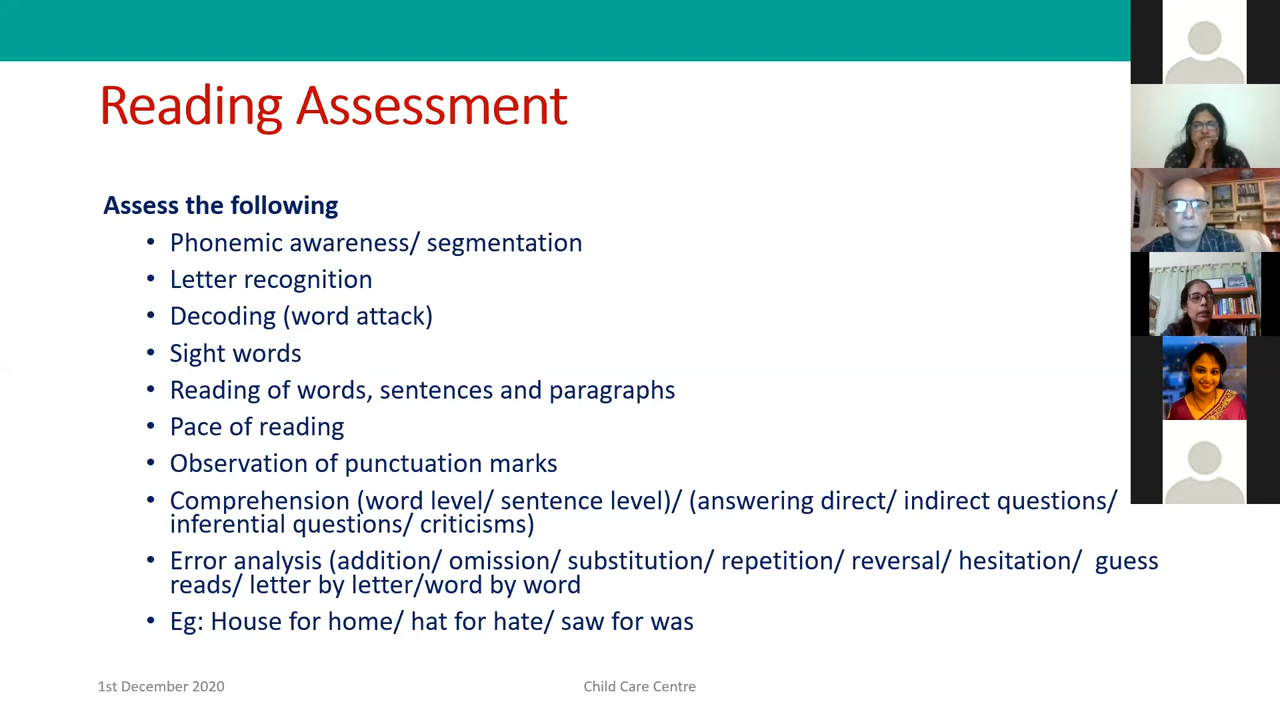 Reading Assessment
Assess the following
• Phonemic awareness/ segmentation
• Letter recognition
• Decoding (word attack)
• Sight words
• Reading of words, sentences and paragraphs
• Pace of reading
• Observation of punctuation marks
• Comprehension (word level/ sentence level)/ (answering direct/ indirect questions/
inferential questions/ criticisms)
• Error analysis (addition/ omission/ substitution/ repetition/ reversal/ hesitation/  guess
reads/ letter by letter/word by word
• Eg: House for home/ hat for hate/ saw for was
1st December 2020
Child Care Centre